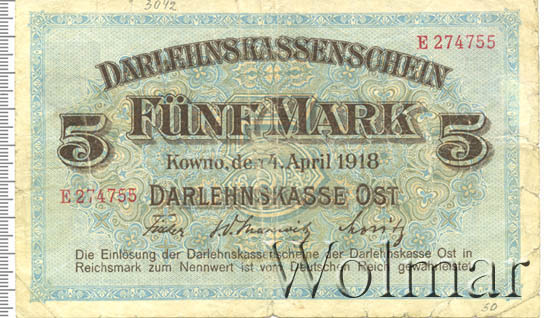 3042
E 274755
DARLEHNSKASSENSCHEIN
5 FÜNF MARK 5
Kowno, den 4. April 1918
E 274755 DARLEHNSKASSE OST
Die Einlösung der Darlehnskassenscheine der Darlehnskasse Ost in
Reichsmark zum Nennwert ist vom Deutschen Reich gewährleistet.
Wolmar
50